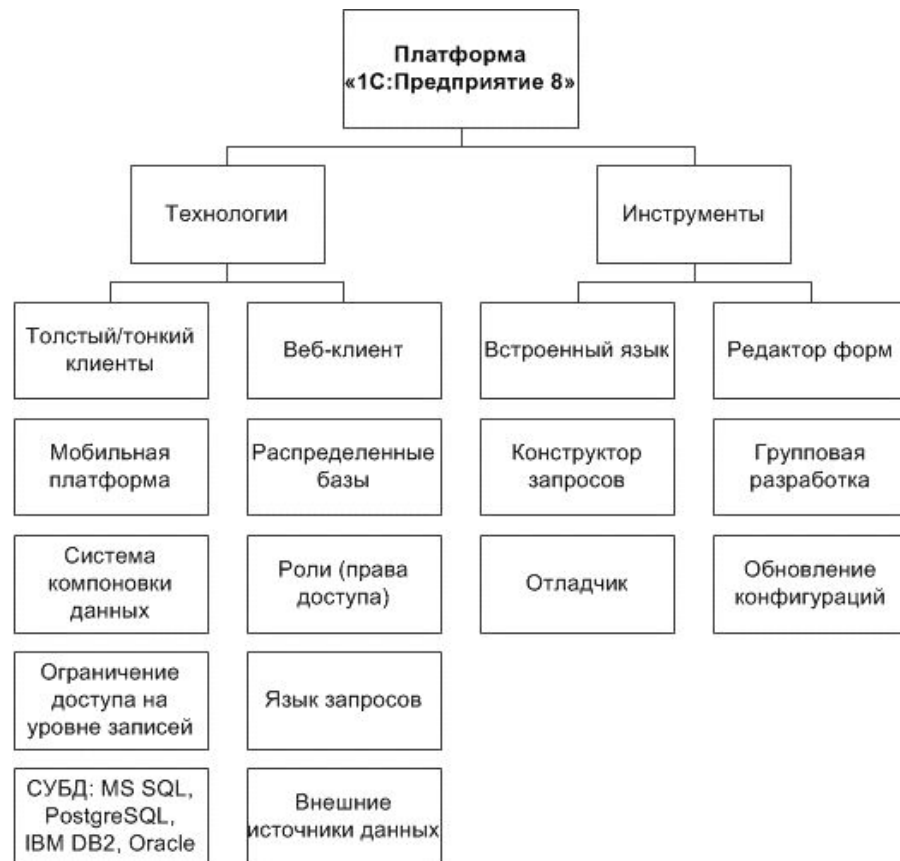 Платформа
«1С:Предприятие 8»
Технологии
Инструменты
Толстый/тонкий
клиенты
Веб-клиент
Встроенный язык
Редактор форм
Мобильная
платформа
Распределенные
базы
Конструктор
запросов
Групповая
разработка
Система
компоновки
данных
Роли (права
доступа)
Отладчик
Обновление
конфигураций
Ограничение
доступа на
уровне записей
Язык запросов
СУБД: MS SQL,
PostgreSQL,
IBM DB2, Oracle
Внешние
источники данных